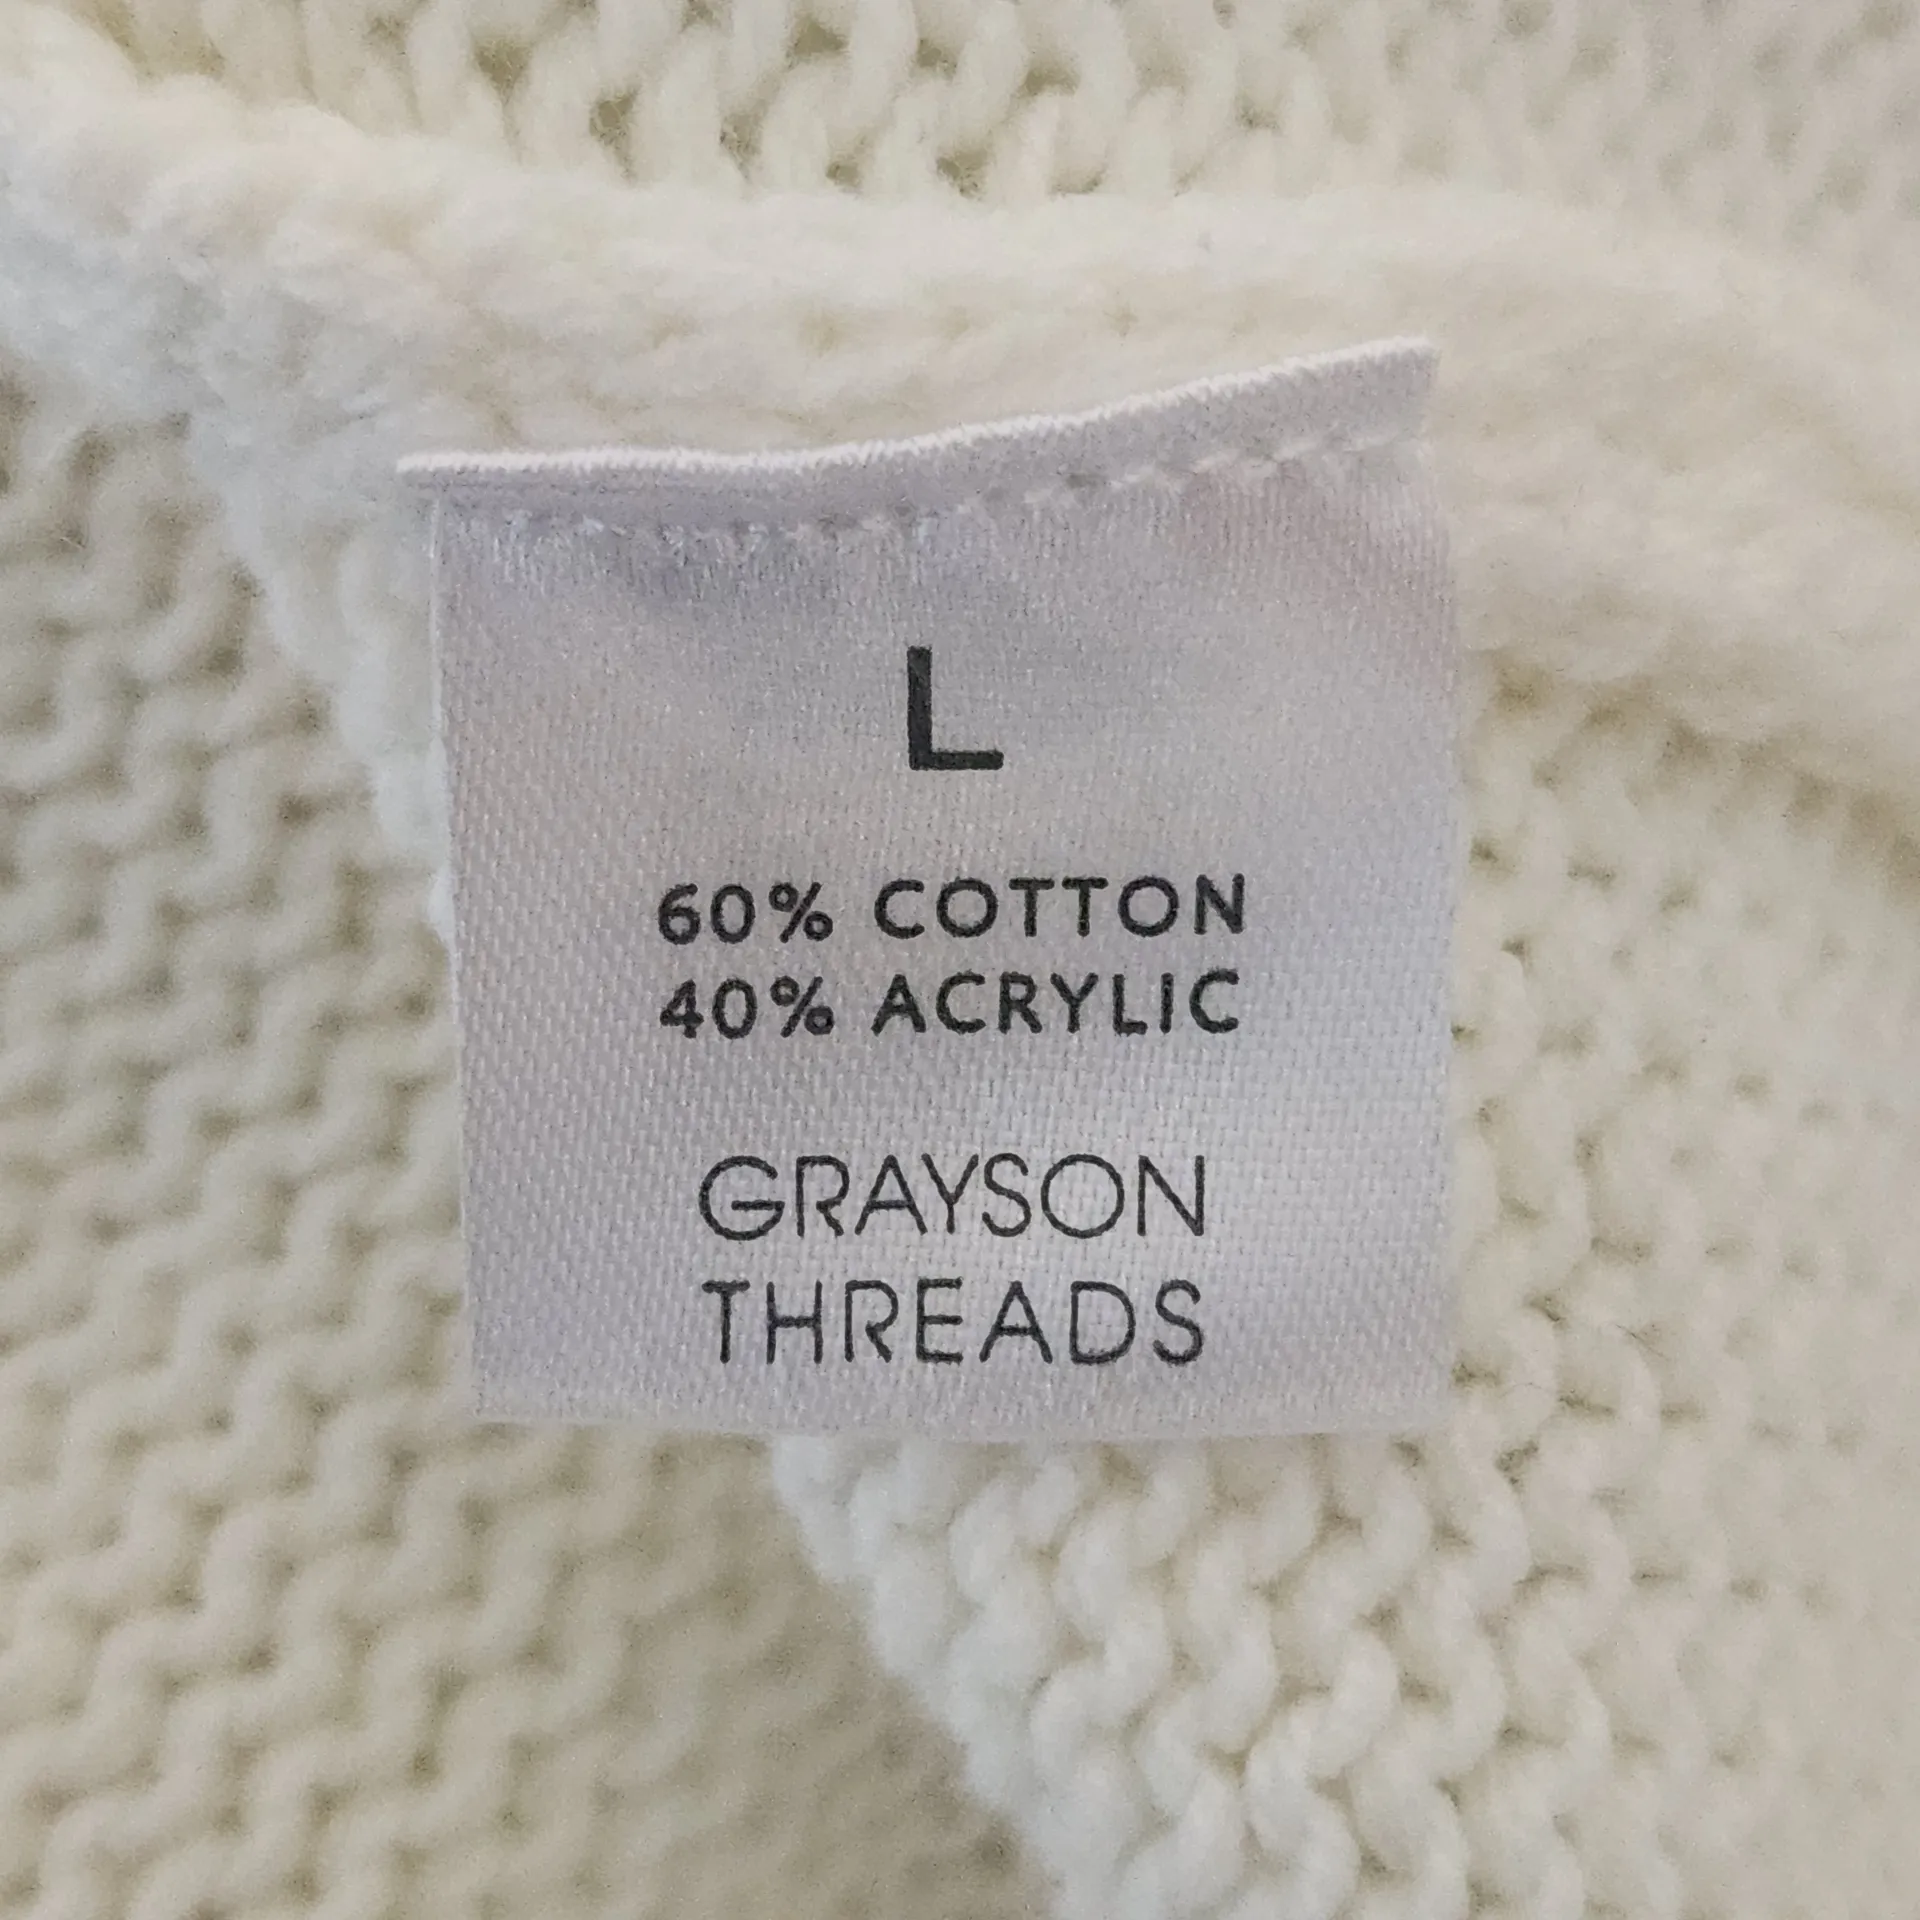 L
60% COTTON
40% ACRYLIC
GRAYSON
THREADS